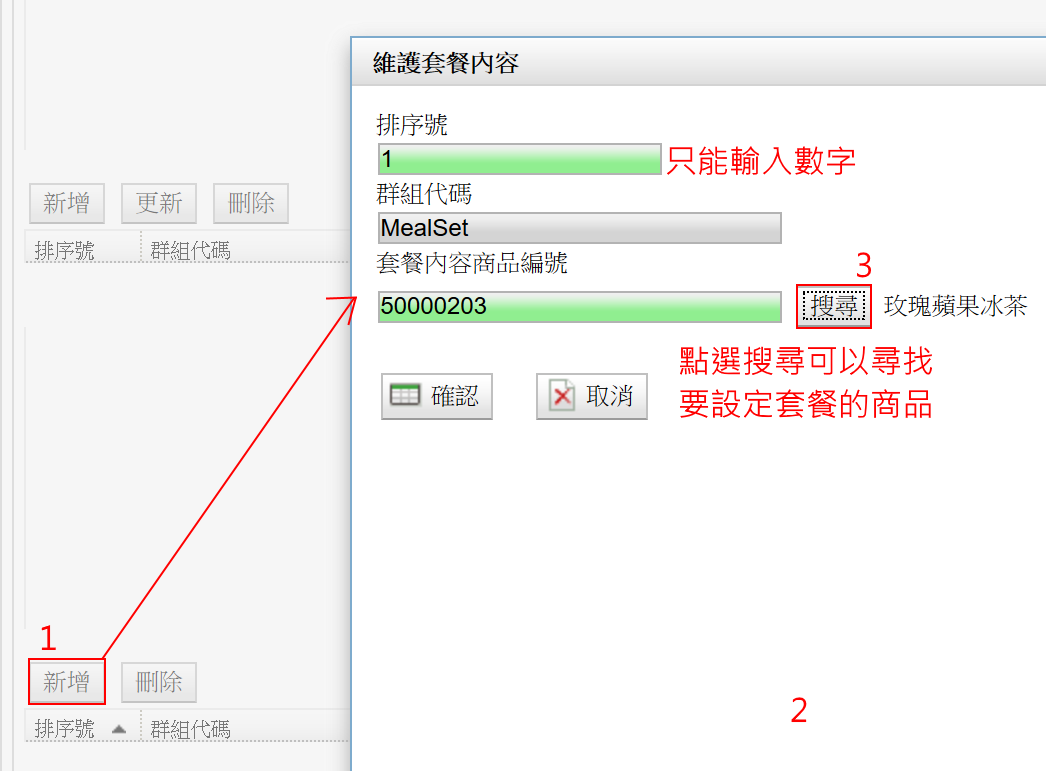 維護套餐內容
排序號
1 只能輸入數字
新增 更新 刪除
群組代碼
MealSet
排序號 群組代碼
套餐內容商品編號
3
50000203 搜尋 玫瑰蘋果冰茶
點選搜尋可以尋找
要設定套餐的商品
確認 取消
1
新增 刪除
2
排序號 群組代碼